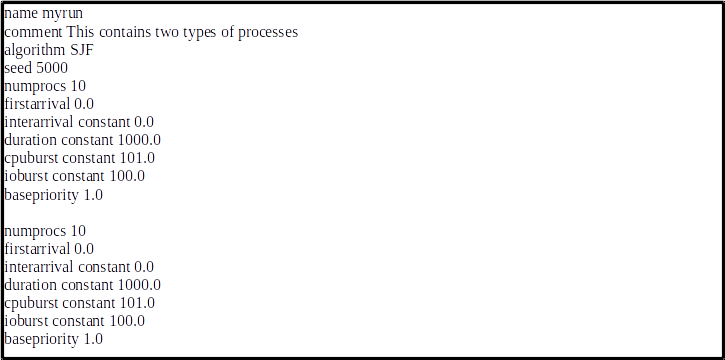 name myrun
comment This contains two types of processes
algorithm SJF
seed 5000
numprocs 10
firstarrival 0.0
interarrival constant 0.0
duration constant 1000.0
cpuburst constant 101.0
ioburst constant 100.0
basepriority 1.0

numprocs 10
firstarrival 0.0
interarrival constant 0.0
duration constant 1000.0
cpuburst constant 101.0
ioburst constant 100.0
basepriority 1.0